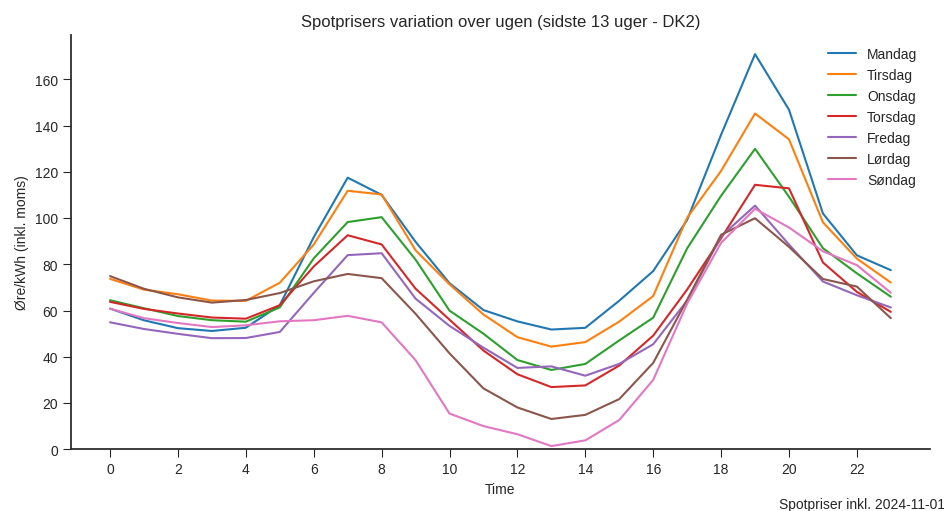 Spotprisers variation over ugen (sidste 13 uger - DK2)
Øre/kWh (inkl. moms)
160
140
120
100
80
60
40
20
0
Mandag
Tirsdag
Onsdag
Torsdag
Fredag
Lørdag
Søndag
0 2 4 6 8 10 12 14 16 18 20 22
Time
Spotpriser inkl. 2024-11-01